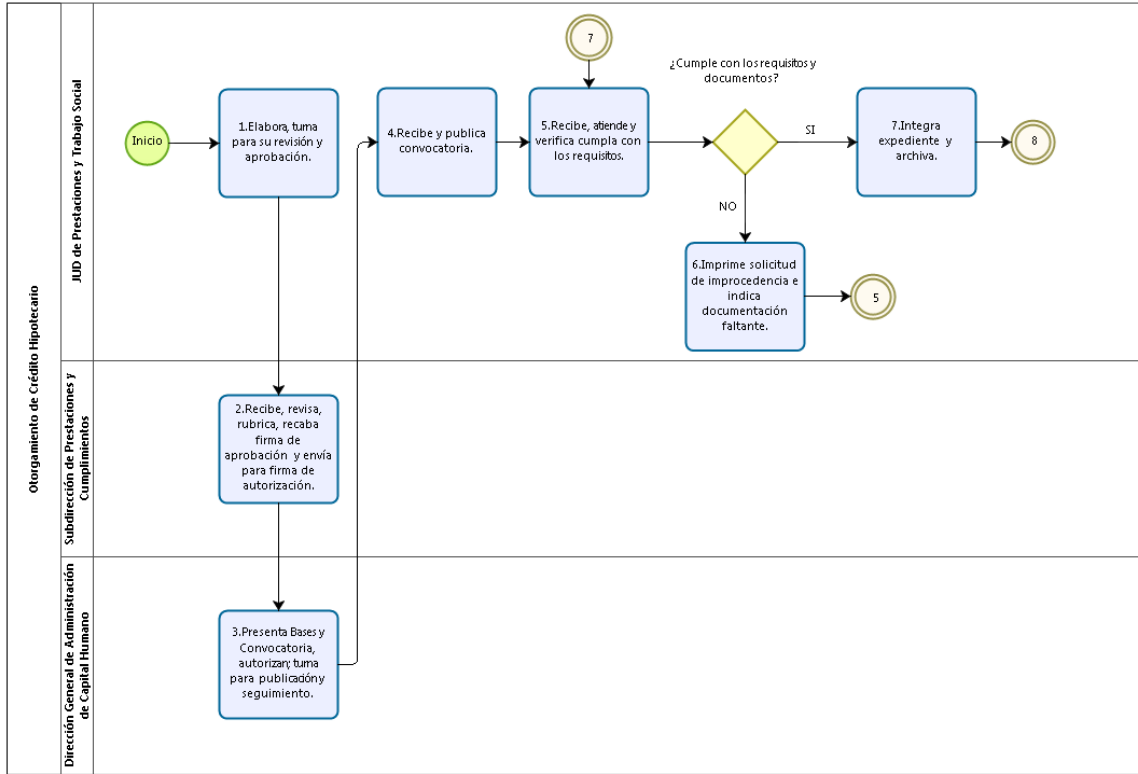 Otorgamiento de Crédito Hipotecario
JUD de Prestaciones y Trabajo Social
Inicio
1.Elabora, turna
para su revisión y
aprobación.
4.Recibe y publica
convocatoria.
7
5.Recibe, atiende y
verifica cumpla con
los requisitos.
¿Cumple con los requisitos y
documentos?
SI
7.Integra
expediente y
archiva.
8
NO
6.Imprime solicitud
de improcedencia e
indica
documentación
faltante.
5
Subdirección de Prestaciones y
Cumplimientos
2.Recibe, revisa,
rubrica, recaba
firma de
aprobación y envía
para firma de
autorización.
Dirección General de Administración
de Capital Humano
3.Presenta Bases y
Convocatoria,
autorizan; turna
para publicación y
seguimiento.